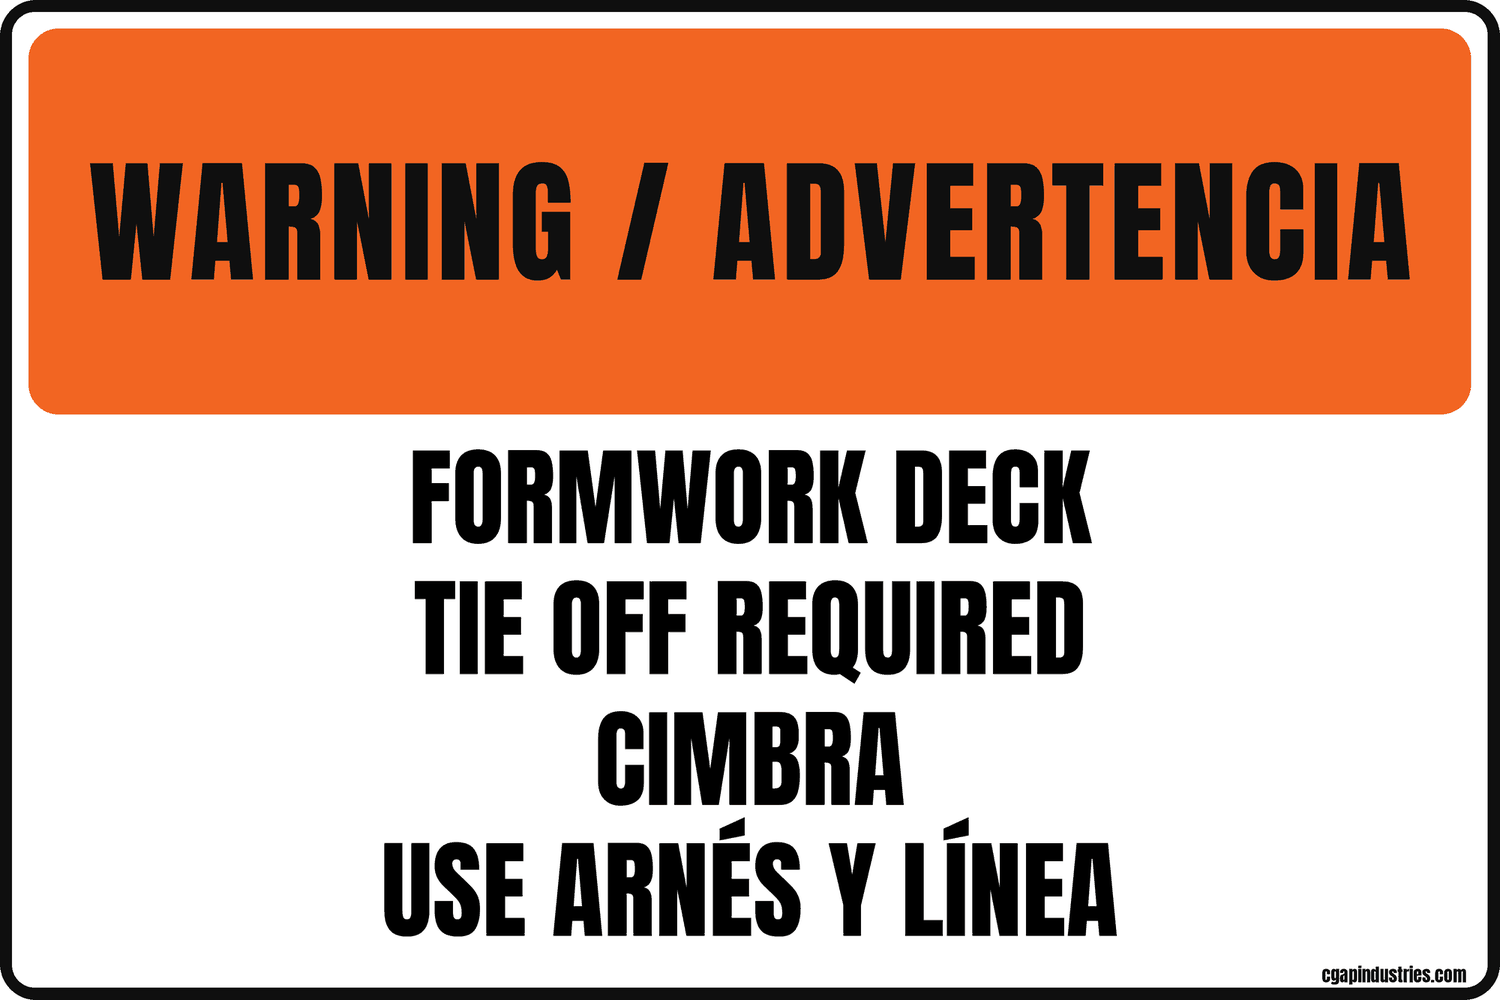 WARNING / ADVERTENCIA
FORMWORK DECK
TIE OFF REQUIRED
CIMBRA
USE ARNÉS Y LÍNEA
cgapindustries.com